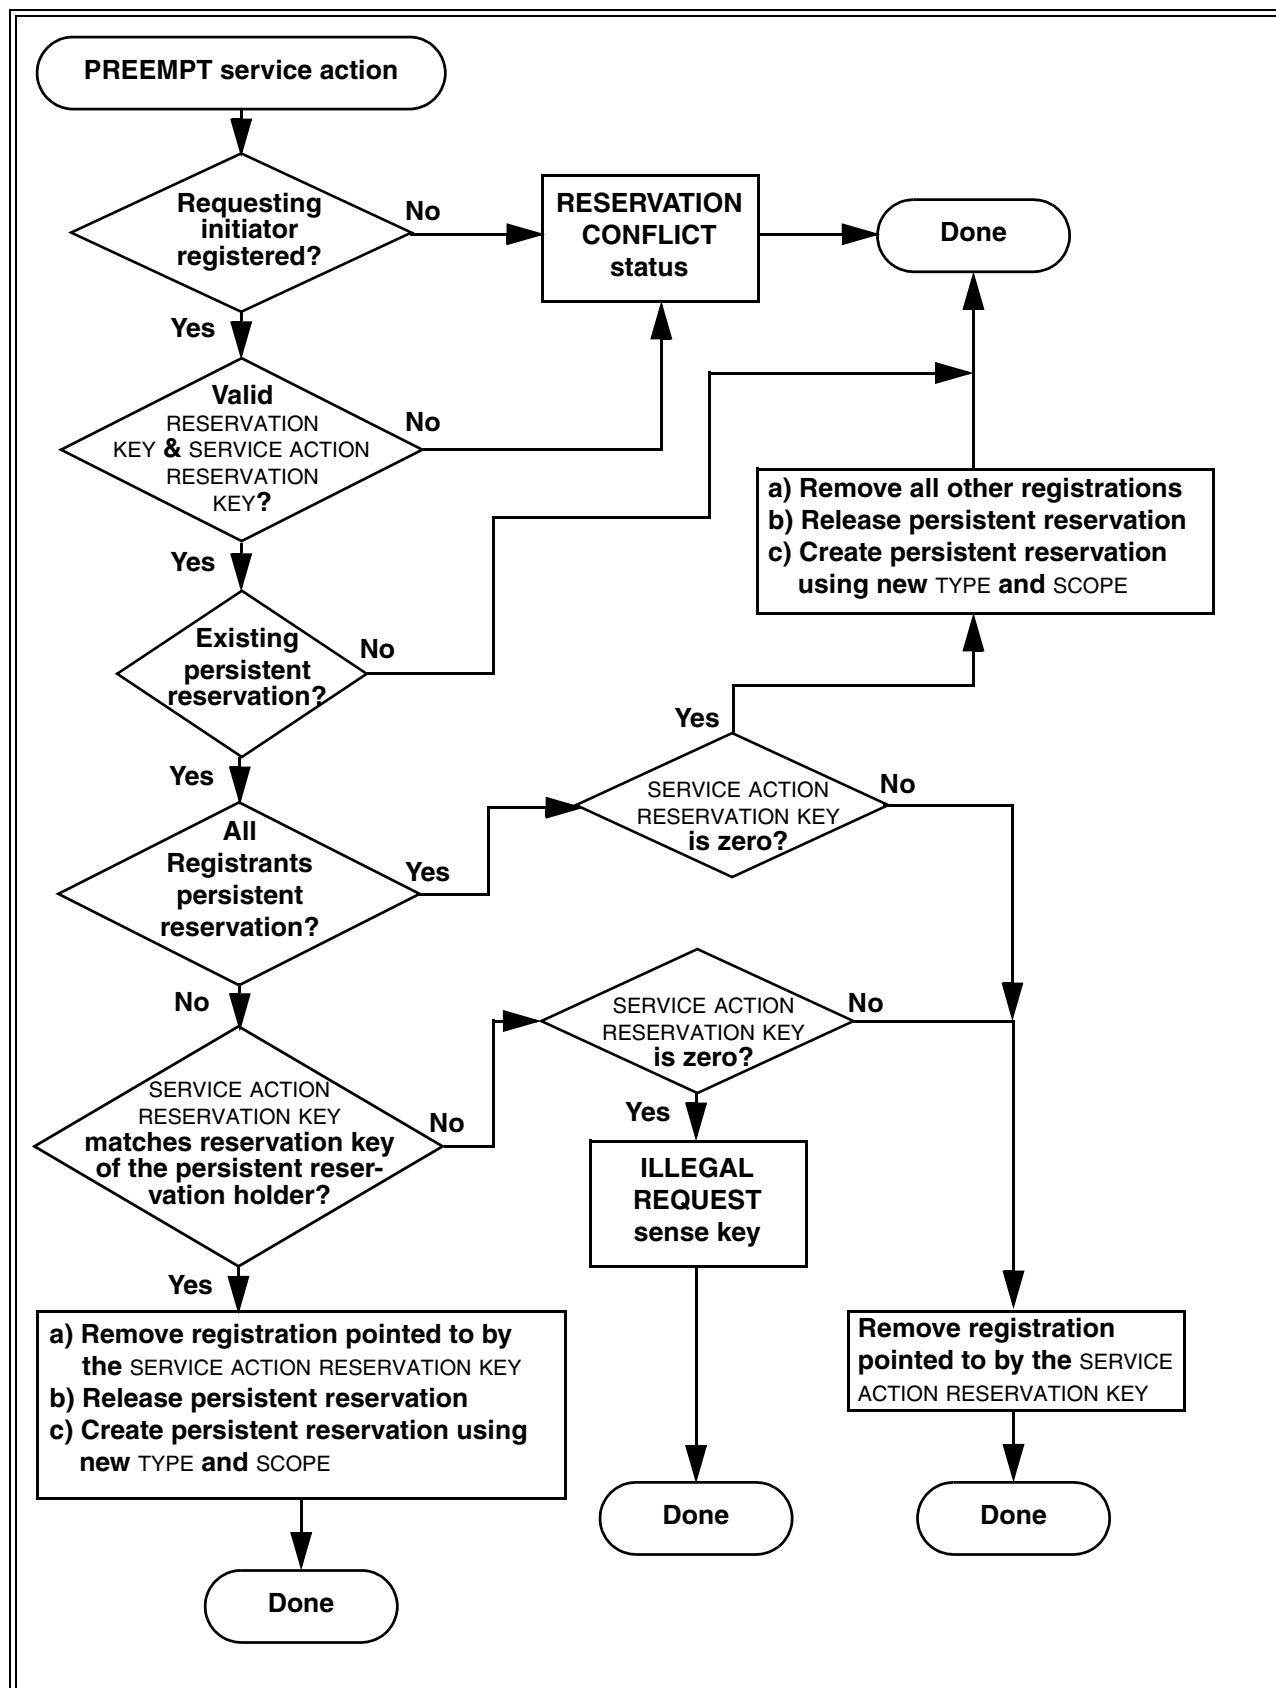 PREEMPT service action
Requesting
initiator
registered?
No
RESERVATION
CONFLICT
status
Done
Yes
Valid
RESERVATION
KEY & SERVICE ACTION
RESERVATION
KEY?
No
a) Remove all other registrations
b) Release persistent reservation
c) Create persistent reservation
using new TYPE and SCOPE
Yes
Existing
persistent
reservation?
No
Yes
SERVICE ACTION
RESERVATION KEY
is zero?
Yes
No
All
Registrants
persistent
reservation?
Yes
No
SERVICE ACTION
RESERVATION KEY
is zero?
No
SERVICE ACTION
RESERVATION KEY
matches reservation key
of the persistent reser-
vation holder?
No
Yes
ILLEGAL
REQUEST
sense key
Yes
a) Remove registration pointed to by
the SERVICE ACTION RESERVATION KEY
b) Release persistent reservation
c) Create persistent reservation using
new TYPE and SCOPE
Remove registration
pointed to by the SERVICE
ACTION RESERVATION KEY
Done
Done
Done